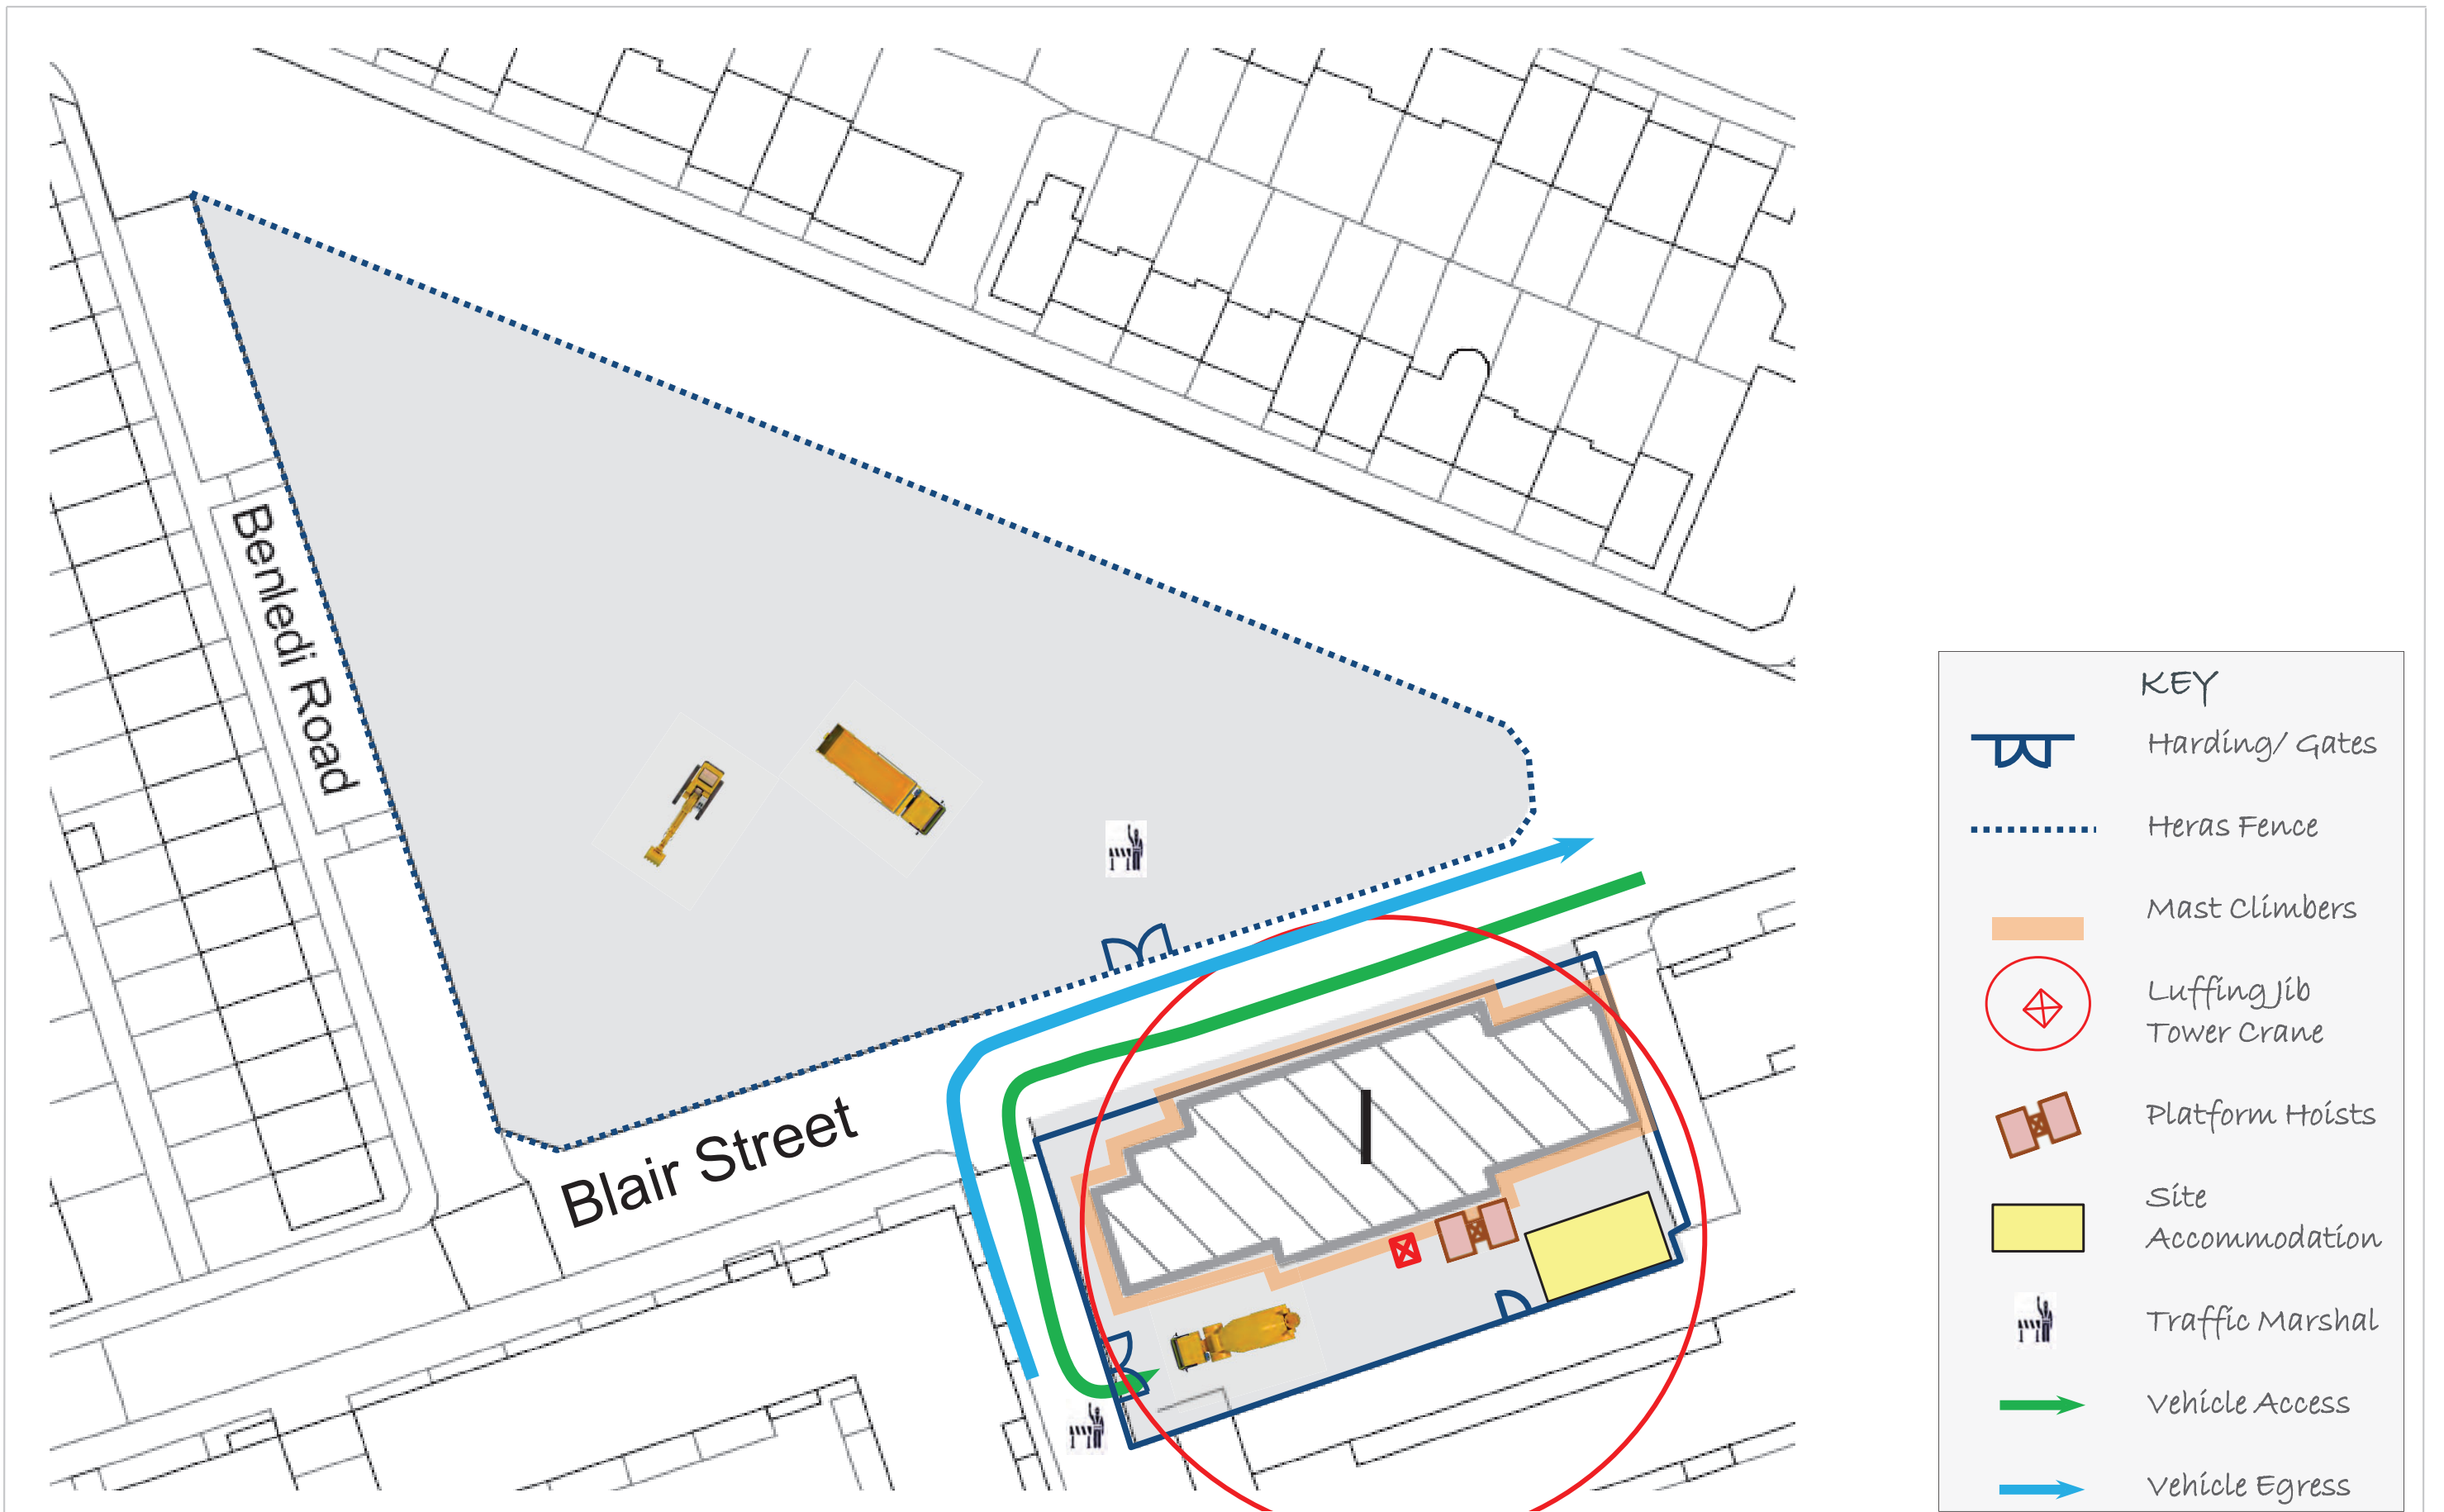 Benledi Road
Blair Street
I
KEY
Harding/ Gates
Heras Fence
Mast Climbers
Luffing Jib
Tower Crane
Platform Hoists
Site
Accommodation
Traffic Marshal
Vehicle Access
Vehicle Egress